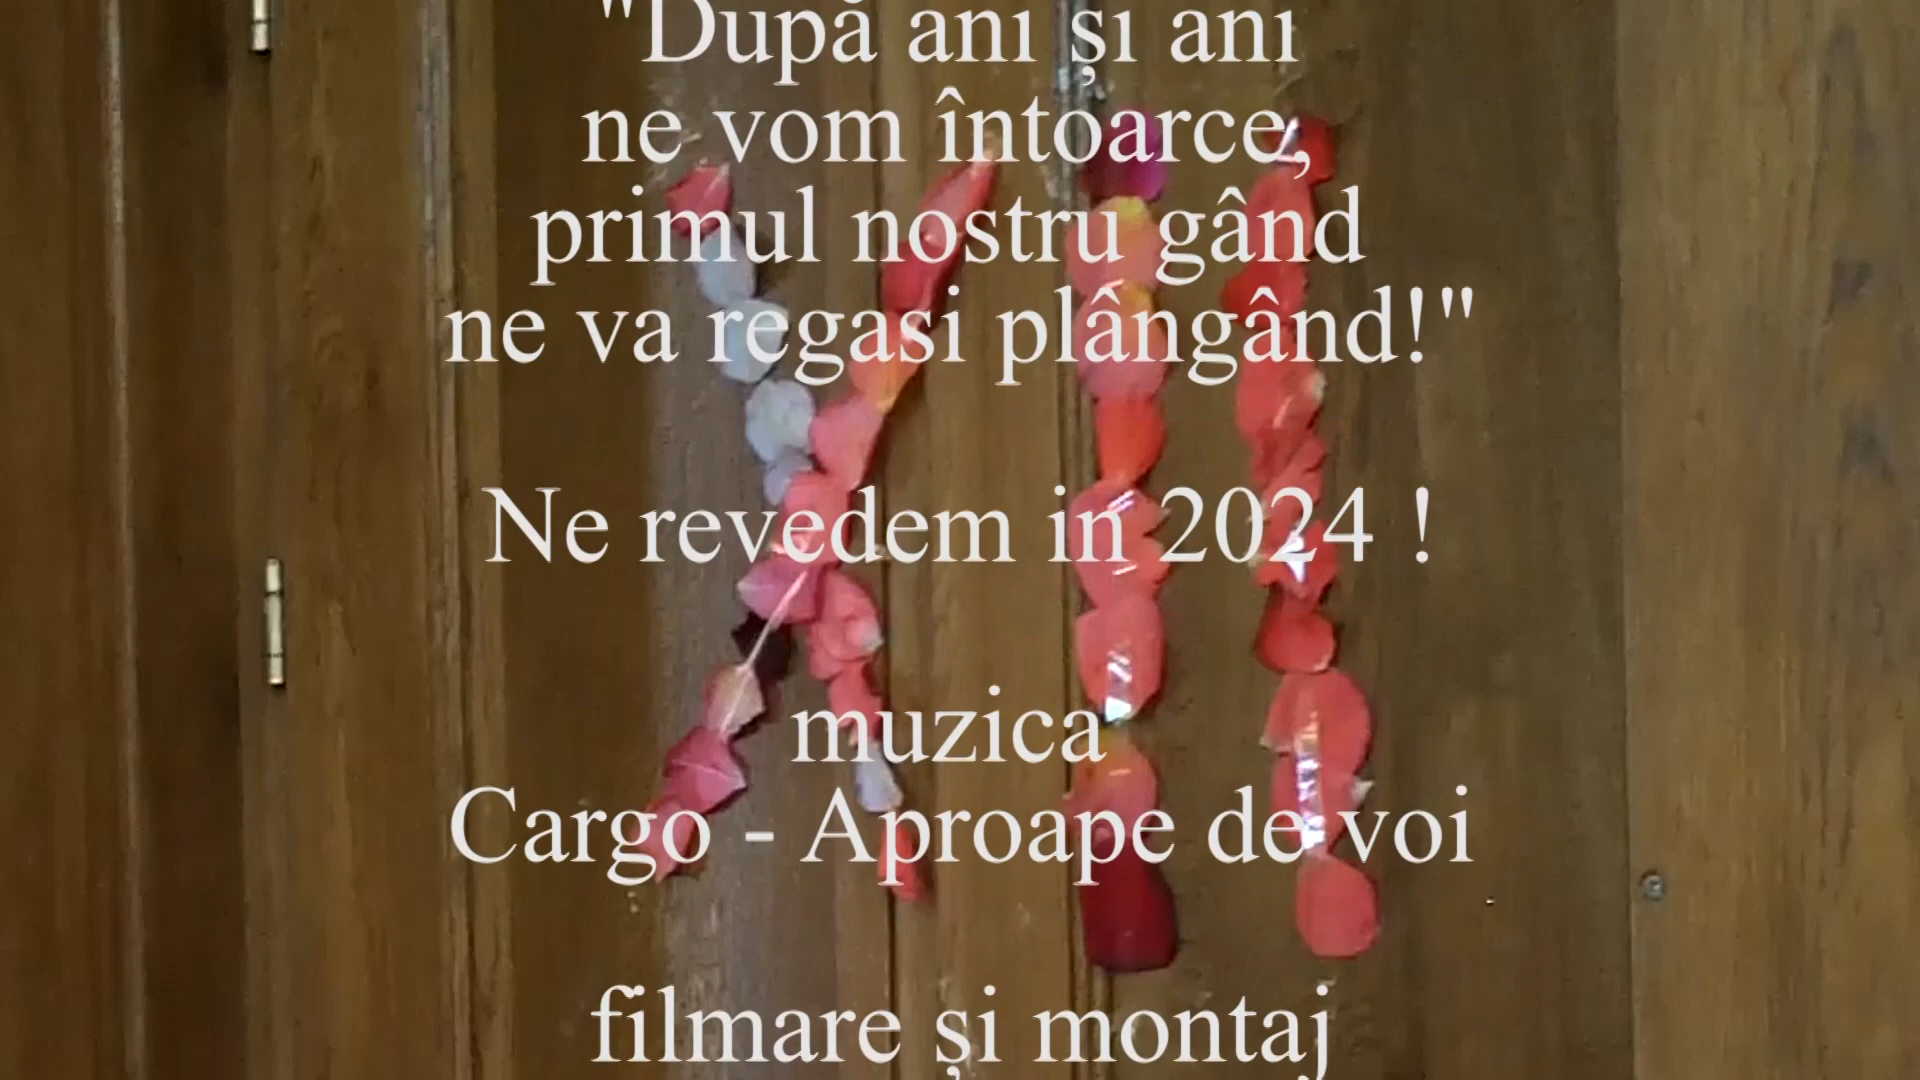 "După ani și ani
ne vom întoarce,
primul nostru gând
ne va regasi plângând!"
Ne revedem in 2024 !
muzica
Cargo - Aproape de voi
filmare și montaj
XII